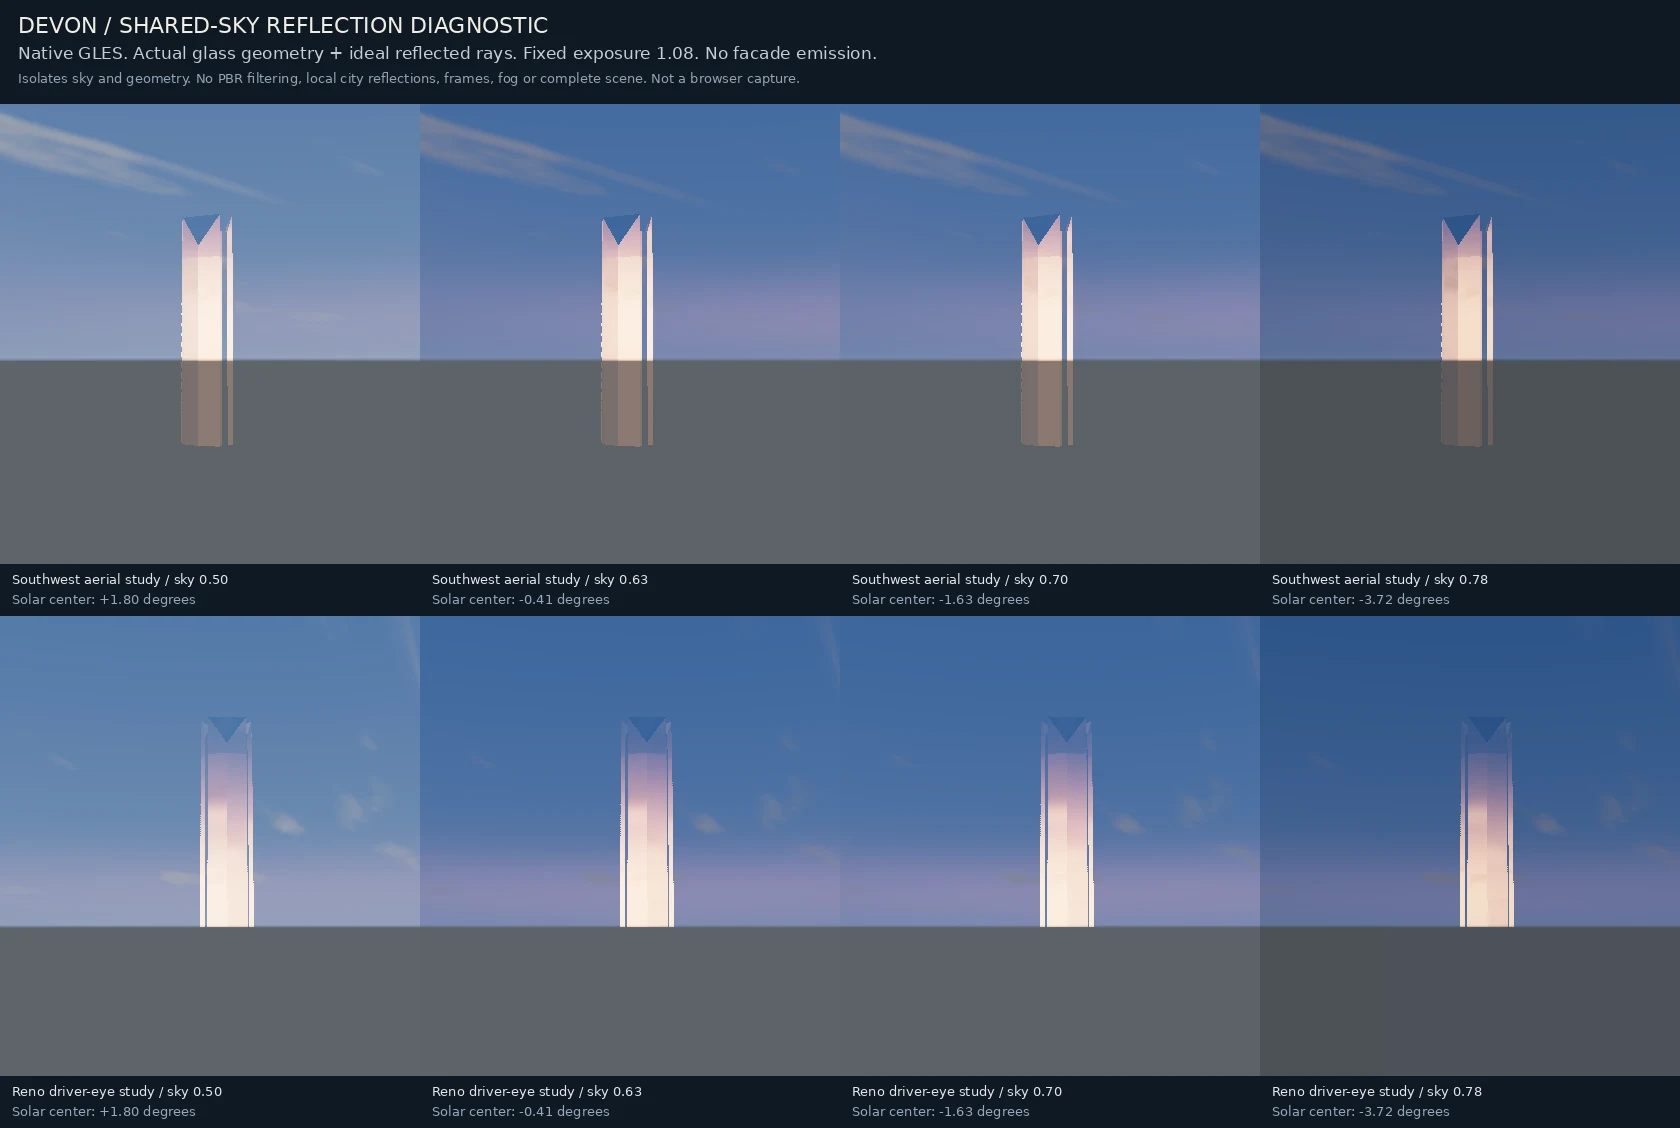 DEVON / SHARED-SKY REFLECTION DIAGNOSTIC
Native GLES. Actual glass geometry + ideal reflected rays. Fixed exposure 1.08. No facade emission.
Isolates sky and geometry. No PBR filtering, local city reflections, frames, fog or complete scene. Not a browser capture.
Southwest aerial study / sky 0.50
Solar center: +1.80 degrees
Southwest aerial study / sky 0.63
Solar center: -0.41 degrees
Southwest aerial study / sky 0.70
Solar center: -1.63 degrees
Southwest aerial study / sky 0.78
Solar center: -3.72 degrees
Reno driver-eye study / sky 0.50
Solar center: +1.80 degrees
Reno driver-eye study / sky 0.63
Solar center: -0.41 degrees
Reno driver-eye study / sky 0.70
Solar center: -1.63 degrees
Reno driver-eye study / sky 0.78
Solar center: -3.72 degrees